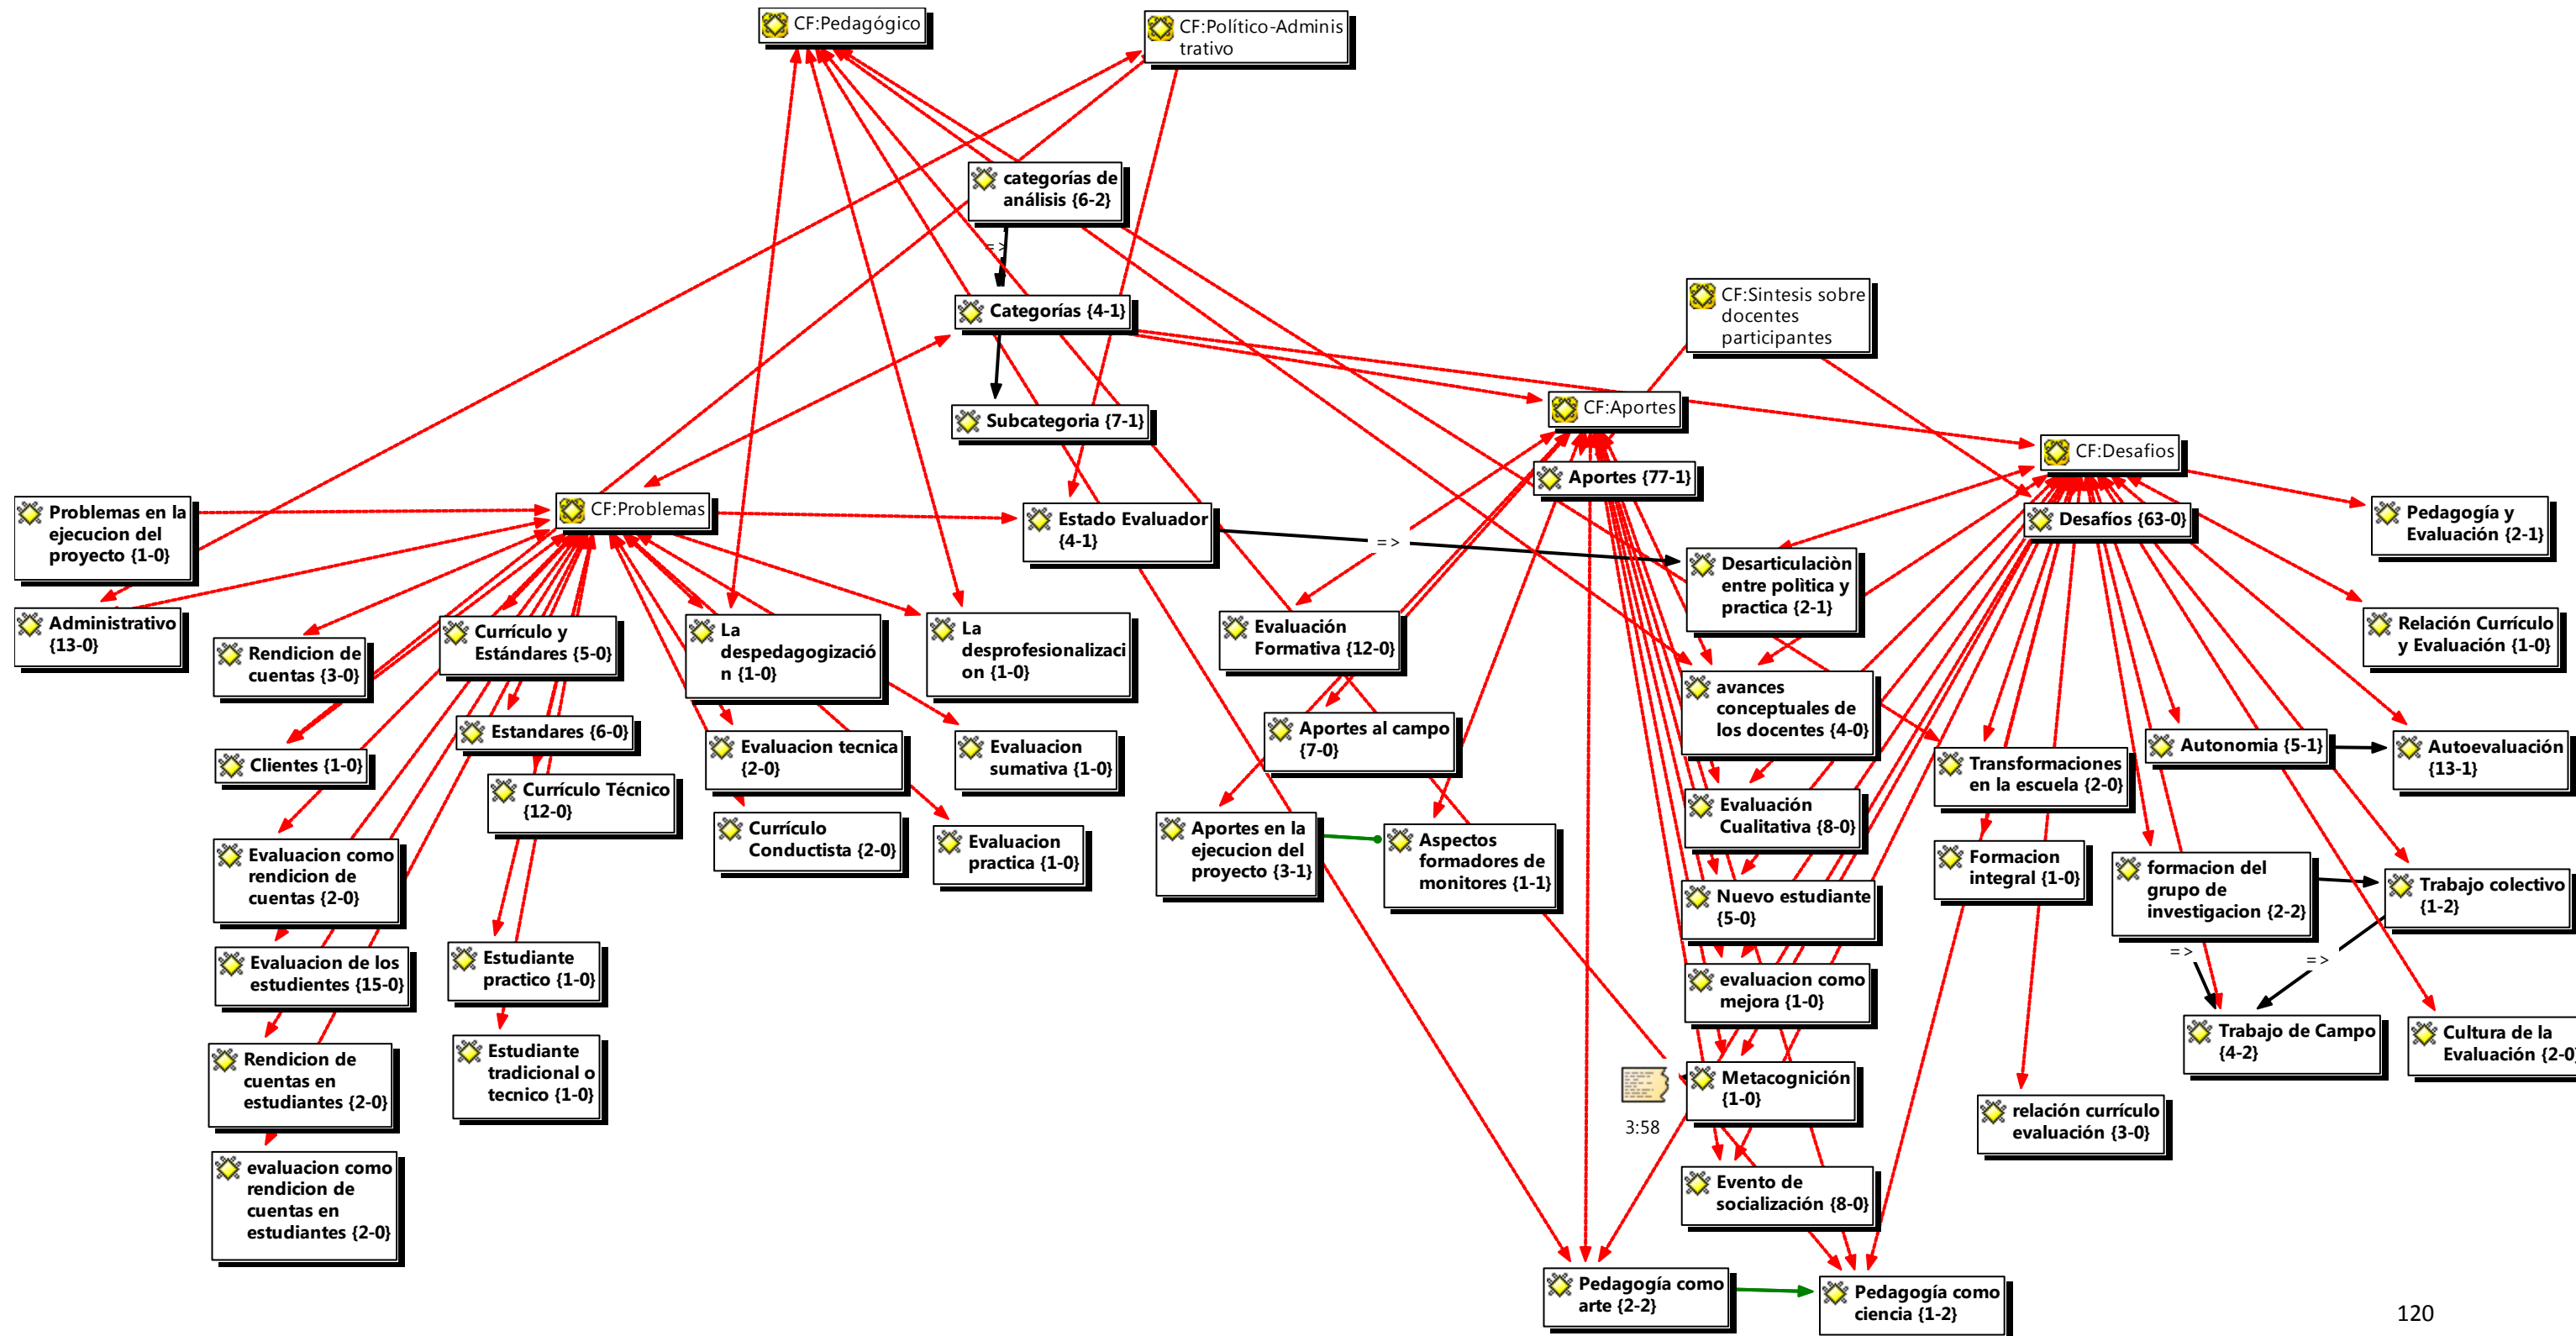 CF:Pedagógico
CF:Político-Adminis
trativo
categorías de
análisis {6-2}
= >
Categorías {4-1}
CF:Sintesis sobre
docentes
participantes
Subcategoria {7-1}
CF:Aportes
CF:Desafios
Aportes {77-1}
Problemas en la
ejecucion del
proyecto {1-0}
CF:Problemas
Estado Evaluador
{4-1}
= >
Desafíos {63-0}
Pedagogía y
Evaluación {2-1}
Desarticulaciòn
entre polìtica y
practica {2-1}
Administrativo
{13-0}
Rendicion de
cuentas {3-0}
Currículo y
Estándares {5-0}
La
despedagogizació
n {1-0}
La
desprofesionalizaci
on {1-0}
Evaluación
Formativa {12-0}
Relación Currículo
y Evaluación {1-0}
avances
conceptuales de
los docentes {4-0}
Clientes {1-0}
Estandares {6-0}
Evaluacion tecnica
{2-0}
Evaluacion
sumativa {1-0}
Aportes al campo
{7-0}
Transformaciones
en la escuela {2-0}
Autonomia {5-1}
Autoevaluación
{13-1}
Currículo Técnico
{12-0}
Currículo
Conductista {2-0}
Evaluacion
practica {1-0}
Aportes en la
ejecucion del
proyecto {3-1}
Aspectos
formadores de
monitores {1-1}
Evaluación
Cualitativa {8-0}
Formacion
integral {1-0}
formacion del
grupo de
investigacion {2-2}
Trabajo colectivo
{1-2}
Evaluacion como
rendicion de
cuentas {2-0}
Nuevo estudiante
{5-0}
= >
= >
Evaluacion de los
estudientes {15-0}
Estudiante
practico {1-0}
evaluacion como
mejora {1-0}
Trabajo de Campo
{4-2}
Cultura de la
Evaluación {2-0}
Rendicion de
cuentas en
estudiantes {2-0}
Estudiante
tradicional o
tecnico {1-0}
3:58
Metacognición
{1-0}
relación currículo
evaluación {3-0}
evaluacion como
rendicion de
cuentas en
estudiantes {2-0}
Evento de
socialización {8-0}
Pedagogía como
arte {2-2}
Pedagogía como
ciencia {1-2}
120